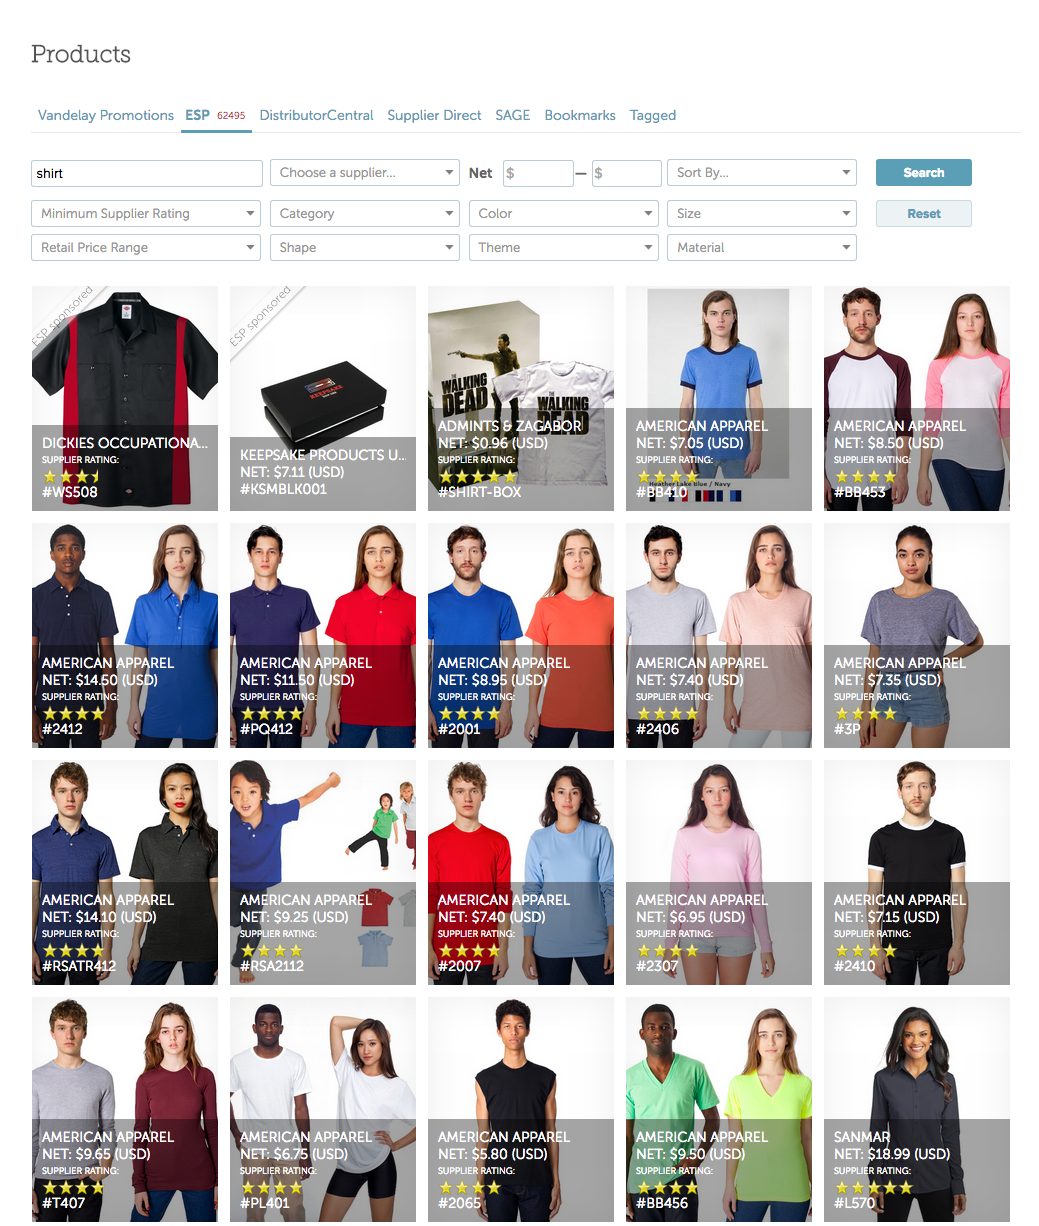 Products
Vandelay Promotions ESP 62495 DistributorCentral Supplier Direct SAGE Bookmarks Tagged
shirt Choose a supplier... Net $ — $ Sort By... Search
Minimum Supplier Rating Category Color Size Reset
Retail Price Range Shape Theme Material
ESP sponsored
DICKIES OCCUPATIONA...
SUPPLIER RATING:
#WS508
ESP sponsored
KEEPSAKE
KEEPSAKE PRODUCTS U...
NET: $7.11 (USD)
#KSMBLK001
THE
WALKING
DEAD
THE
WALKING
DEAD
ADMINTS & ZAGABOR
NET: $0.96 (USD)
SUPPLIER RATING:
#SHIRT-BOX
AMERICAN APPAREL
NET: $7.05 (USD)
SUPPLIER RATING:
Heather Lake blue / Navy
#BB410
AMERICAN APPAREL
NET: $8.50 (USD)
SUPPLIER RATING:
#BB453
AMERICAN APPAREL
NET: $14.50 (USD)
SUPPLIER RATING:
#2412
AMERICAN APPAREL
NET: $11.50 (USD)
SUPPLIER RATING:
#PQ412
AMERICAN APPAREL
NET: $8.95 (USD)
SUPPLIER RATING:
#2001
AMERICAN APPAREL
NET: $7.40 (USD)
SUPPLIER RATING:
#2406
AMERICAN APPAREL
NET: $7.35 (USD)
SUPPLIER RATING:
#3P
AMERICAN APPAREL
NET: $14.10 (USD)
SUPPLIER RATING:
#RSATR412
AMERICAN APPAREL
NET: $9.25 (USD)
SUPPLIER RATING:
#RSA2112
AMERICAN APPAREL
NET: $7.40 (USD)
SUPPLIER RATING:
#2007
AMERICAN APPAREL
NET: $6.95 (USD)
SUPPLIER RATING:
#2307
AMERICAN APPAREL
NET: $7.15 (USD)
SUPPLIER RATING:
#2410
AMERICAN APPAREL
NET: $9.65 (USD)
SUPPLIER RATING:
#T407
AMERICAN APPAREL
NET: $6.75 (USD)
SUPPLIER RATING:
#PL401
AMERICAN APPAREL
NET: $5.80 (USD)
SUPPLIER RATING:
#2065
AMERICAN APPAREL
NET: $9.50 (USD)
SUPPLIER RATING:
#BB456
SANMAR
NET: $18.99 (USD)
SUPPLIER RATING:
#L570